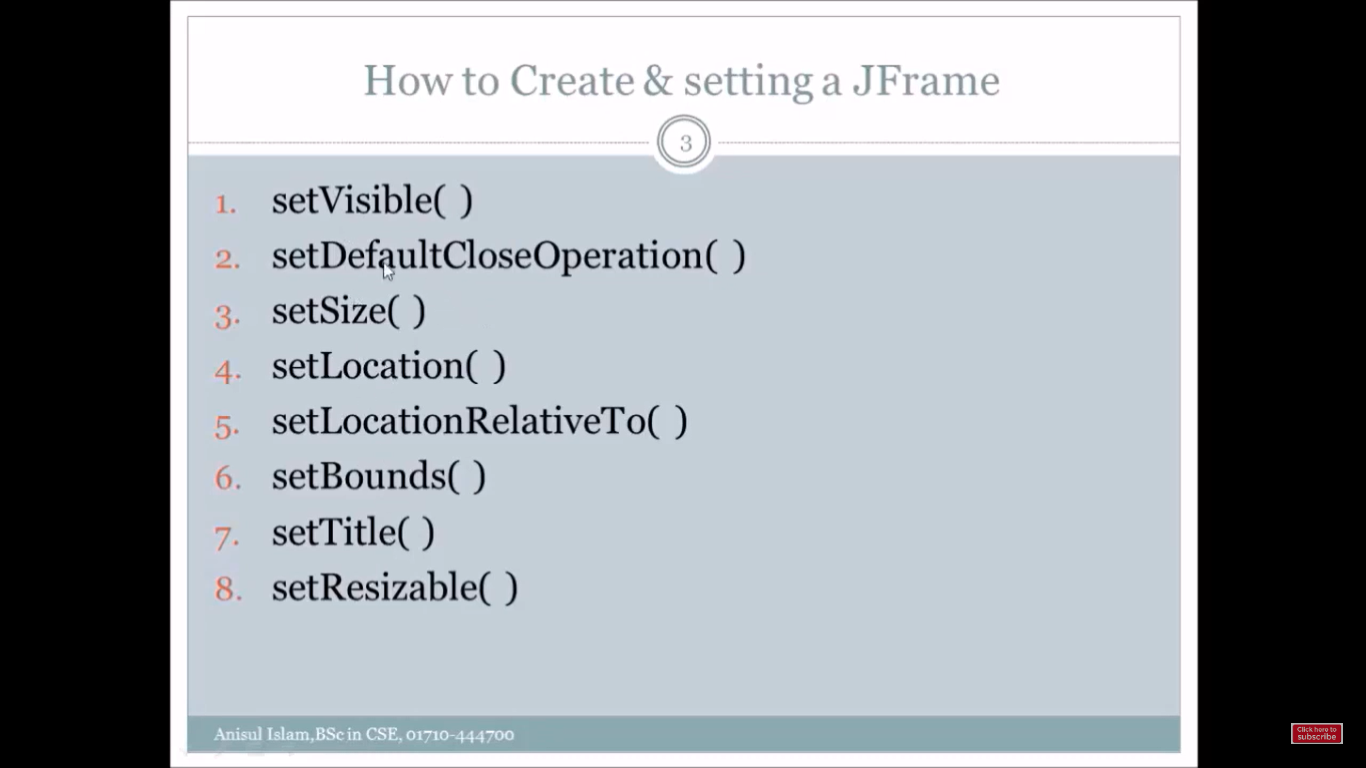 How to Create & setting a JFrame
3
1. setVisible( )
2. setDefaultCloseOperation( )
3. setSize( )
4. setLocation( )
5. setLocationRelativeTo( )
6. setBounds( )
7. setTitle( )
8. setResizable( )
Anisul Islam,BSc in CSE, 01710-444700
Click here to
subscribe